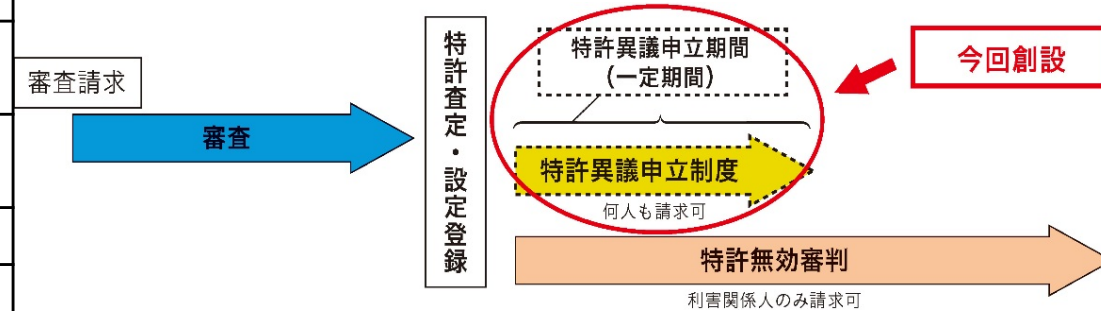 審査請求
審査
特許査定・設定登録
特許異議申立期間
(一定期間)
今回創設
特許異議申立制度
何人も請求可
特許無効審判
利害関係人のみ請求可